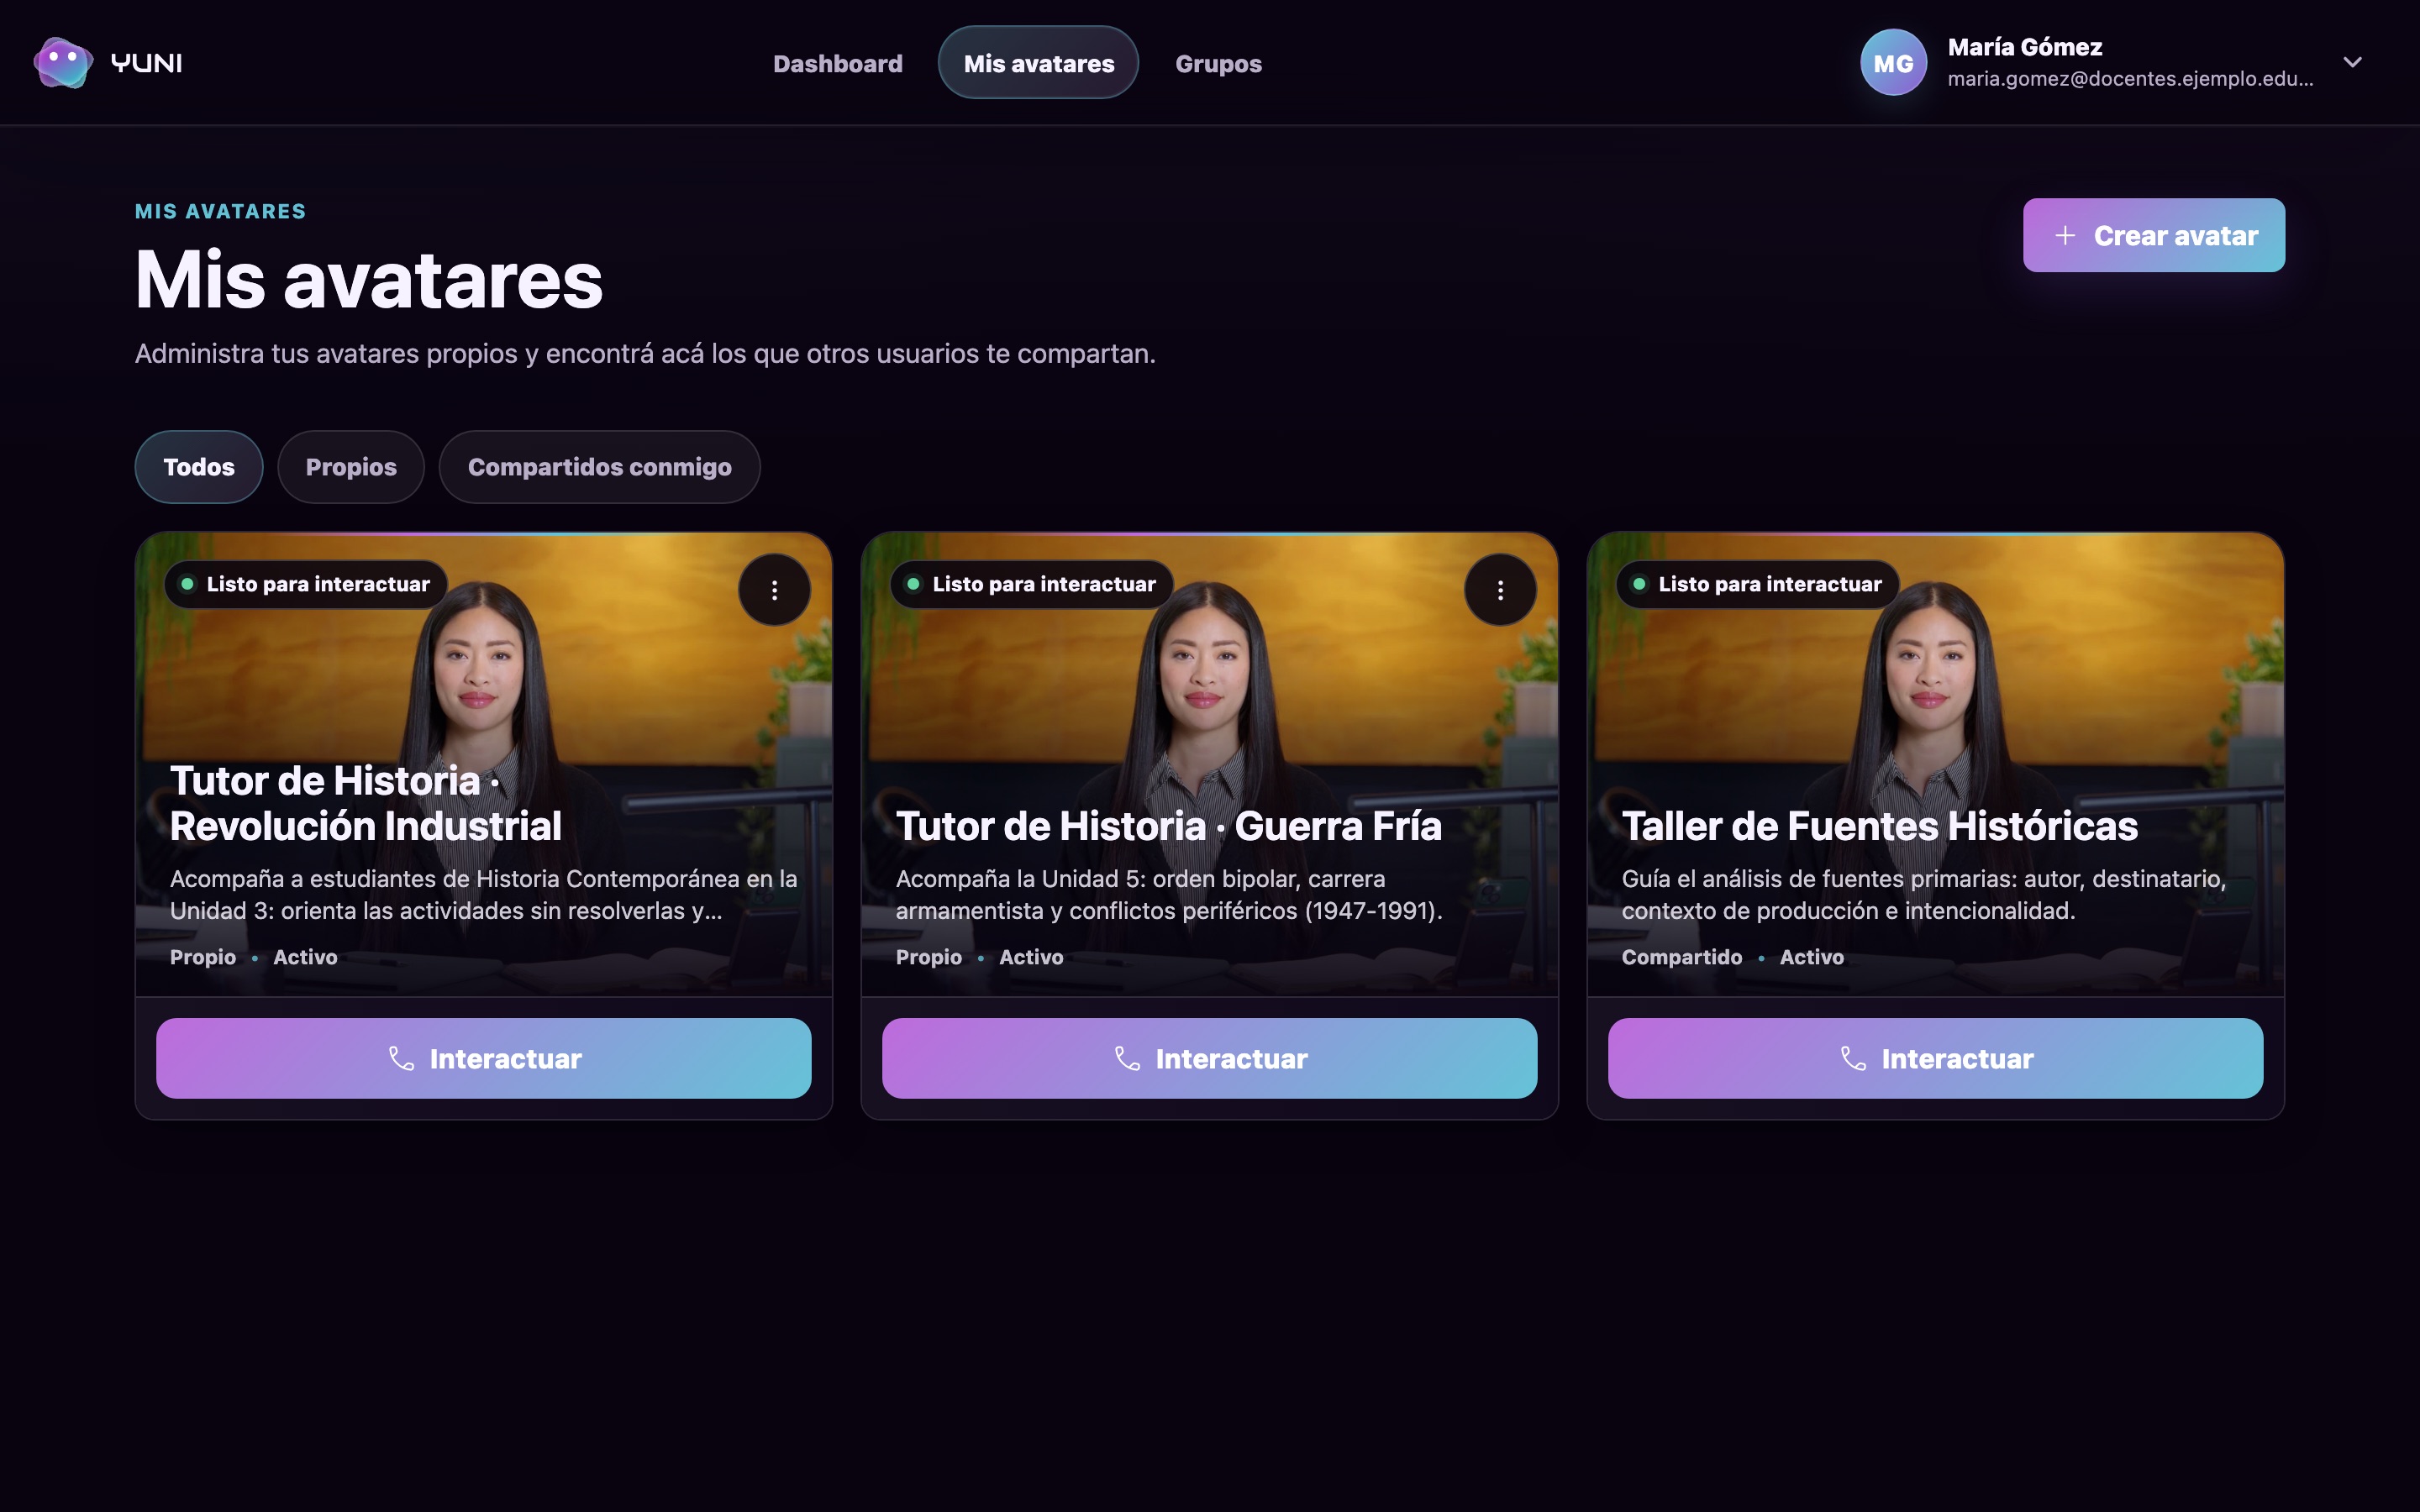 YUNI
Dashboard
Mis avatares
Grupos
MG
María Gómez
maria.gomez@docentes.ejemplo.edu...
MIS AVATARES
Mis avatares
Administra tus avatares propios y encontrá acá los que otros usuarios te compartan.
+ Crear avatar
Todos
Propios
Compartidos conmigo
Listo para interactuar
Tutor de Historia ·
Revolución Industrial
Acompaña a estudiantes de Historia Contemporánea en la
Unidad 3: orienta las actividades sin resolverlas y...
Propio • Activo
Interactuar
Listo para interactuar
Tutor de Historia · Guerra Fría
Acompaña la Unidad 5: orden bipolar, carrera
armamentista y conflictos periféricos (1947-1991).
Propio • Activo
Interactuar
Listo para interactuar
Taller de Fuentes Históricas
Guía el análisis de fuentes primarias: autor, destinatario,
contexto de producción e intencionalidad.
Compartido • Activo
Interactuar